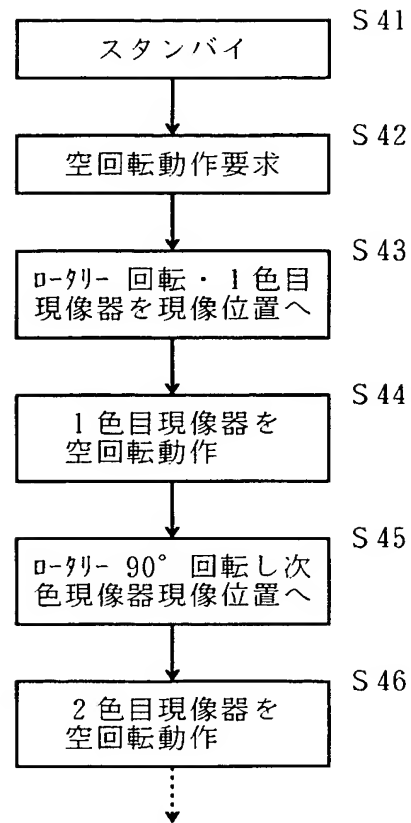 S41
スタンバイ
S42
空回転動作要求
S43
ﾛｰﾀﾘｰ 回転・1色目
現像器を現像位置へ
S44
1色目現像器を
空回転動作
S45
ﾛｰﾀﾘｰ 90°回転し次
色現像器現像位置へ
S46
2色目現像器を
空回転動作